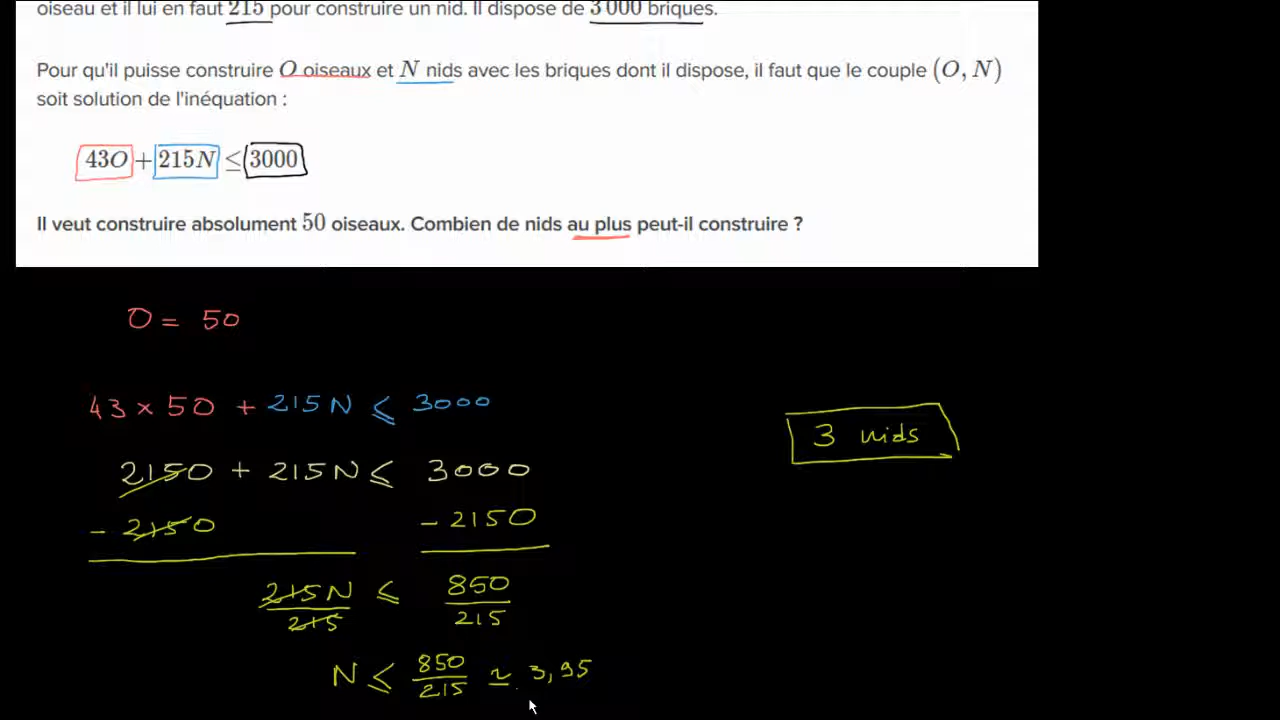 oiseau et il lui en faut 215 pour construire un nid. Il dispose de 3 000 briques.
Pour qu'il puisse construire O oiseaux et N nids avec les briques dont il dispose, il faut que le couple (O, N)
soit solution de l'inéquation :
43O + 215N ≤ 3000
Il veut construire absolument 50 oiseaux. Combien de nids au plus peut-il construire ?
O = 50
43 × 50 + 215 N ≤ 3000
3 nids
2150 + 215 N ≤ 3000
- 2150 - 2150
215 N / 215 ≤ 850 / 215
N ≤ 850 / 215 ≃ 3,95